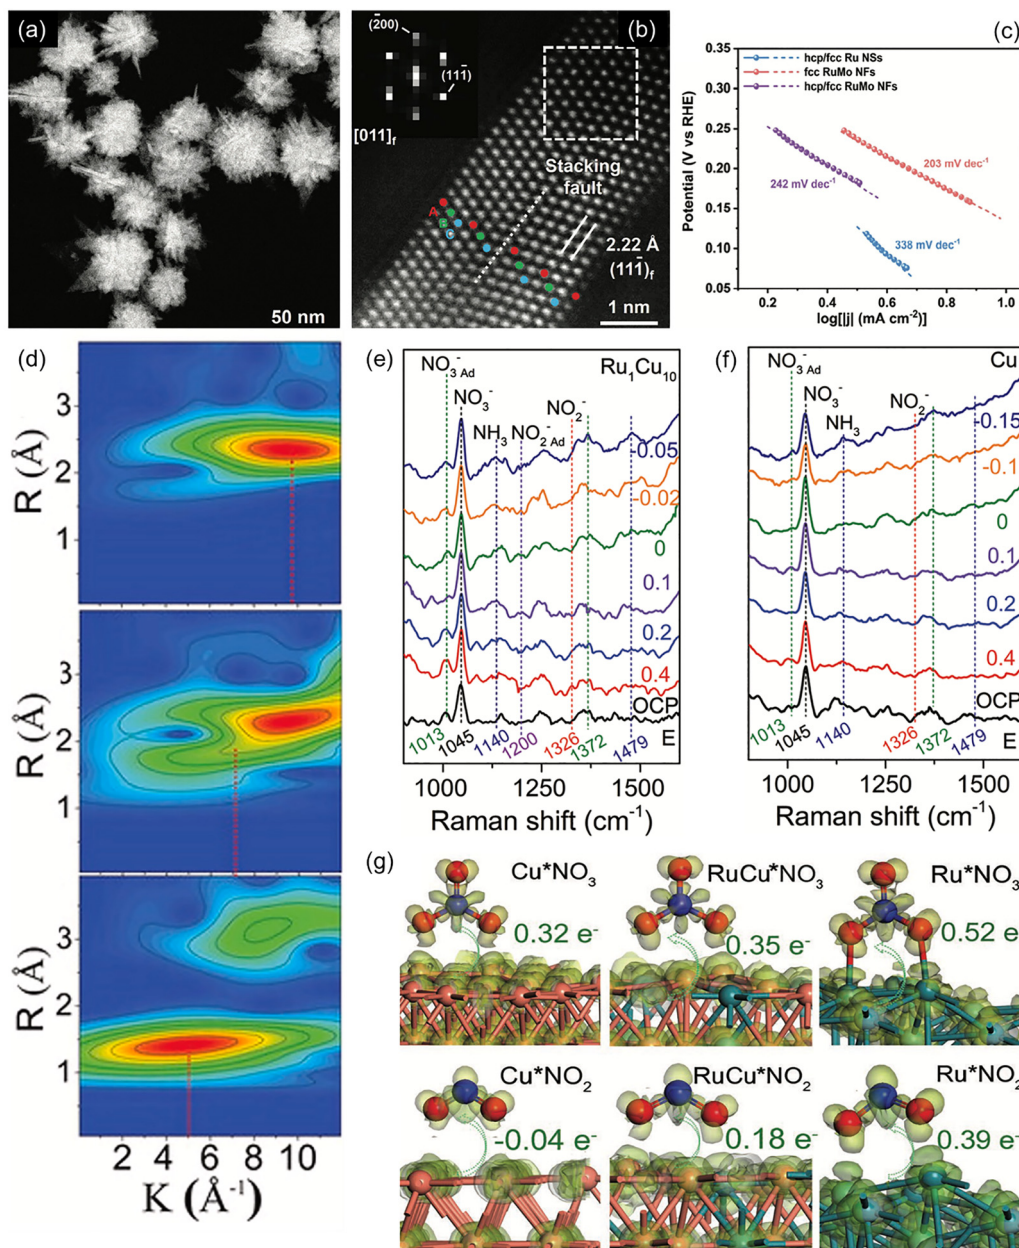 (a)
50 nm
(b)
(2̄00)
(111̄)
[011]f
Stacking
fault
A
B
C
2.22 Å
(111̄)f
1 nm
(c)
hcp/fcc Ru NSs
fcc RuMo NFs
hcp/fcc RuMo NFs
Potential (V vs RHE)
0.35
0.30
0.25
0.20
0.15
0.10
0.05
203 mV dec⁻¹
242 mV dec⁻¹
338 mV dec⁻¹
0.2 0.4 0.6 0.8 1.0
log[|j| (mA cm⁻²)]
(d)
R (Å)
3
2
1
R (Å)
3
2
1
R (Å)
3
2
1
2 4 6 8 10
K (Å⁻¹)
(e)
NO₃⁻ Ad
NO₃⁻
NH₃
NO₂⁻ Ad
NO₂⁻
Ru₁Cu₁₀
-0.05
-0.02
0
0.1
0.2
0.4
OCP
E
1013
1045
1140
1200
1326
1372
1479
1000 1250 1500
Raman shift (cm⁻¹)
(f)
NO₃⁻ Ad
NO₃⁻
NH₃
NO₂⁻
Cu
-0.15
-0.1
0
0.1
0.2
0.4
OCP
E
1013
1045
1140
1326
1372
1479
1000 1250 1500
Raman shift (cm⁻¹)
(g)
Cu*NO₃
0.32 e⁻
RuCu*NO₃
0.35 e⁻
Ru*NO₃
0.52 e⁻
Cu*NO₂
-0.04 e⁻
RuCu*NO₂
0.18 e⁻
Ru*NO₂
0.39 e⁻